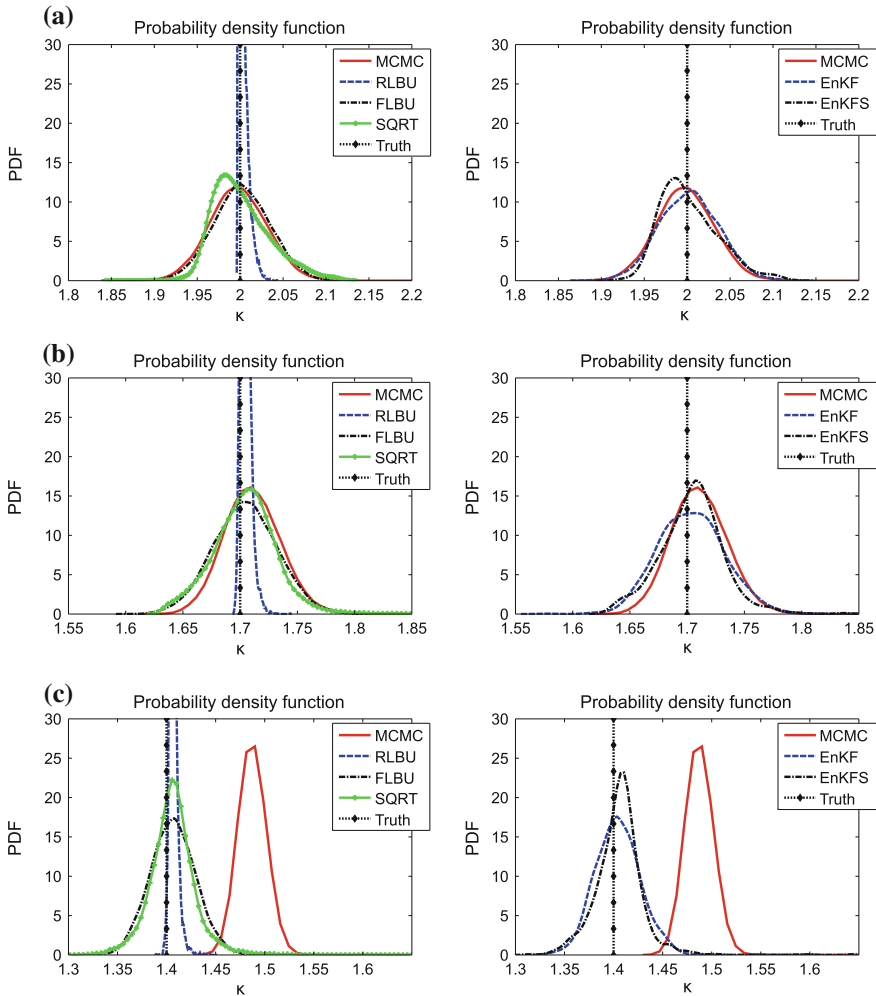 (a)
Probability density function
30
25
20
15
10
5
0
PDF
1.8 1.85 1.9 1.95 2 2.05 2.1 2.15 2.2
κ
MCMC
RLBU
FLBU
SQRT
Truth
Probability density function
30
25
20
15
10
5
0
PDF
1.8 1.85 1.9 1.95 2 2.05 2.1 2.15 2.2
κ
MCMC
EnKF
EnKFS
Truth
(b)
Probability density function
30
25
20
15
10
5
0
PDF
1.55 1.6 1.65 1.7 1.75 1.8 1.85
κ
MCMC
RLBU
FLBU
SQRT
Truth
Probability density function
30
25
20
15
10
5
0
PDF
1.55 1.6 1.65 1.7 1.75 1.8 1.85
κ
MCMC
EnKF
EnKFS
Truth
(c)
Probability density function
30
25
20
15
10
5
0
PDF
1.3 1.35 1.4 1.45 1.5 1.55 1.6
κ
MCMC
RLBU
FLBU
SQRT
Truth
Probability density function
30
25
20
15
10
5
0
PDF
1.3 1.35 1.4 1.45 1.5 1.55 1.6
κ
MCMC
EnKF
EnKFS
Truth